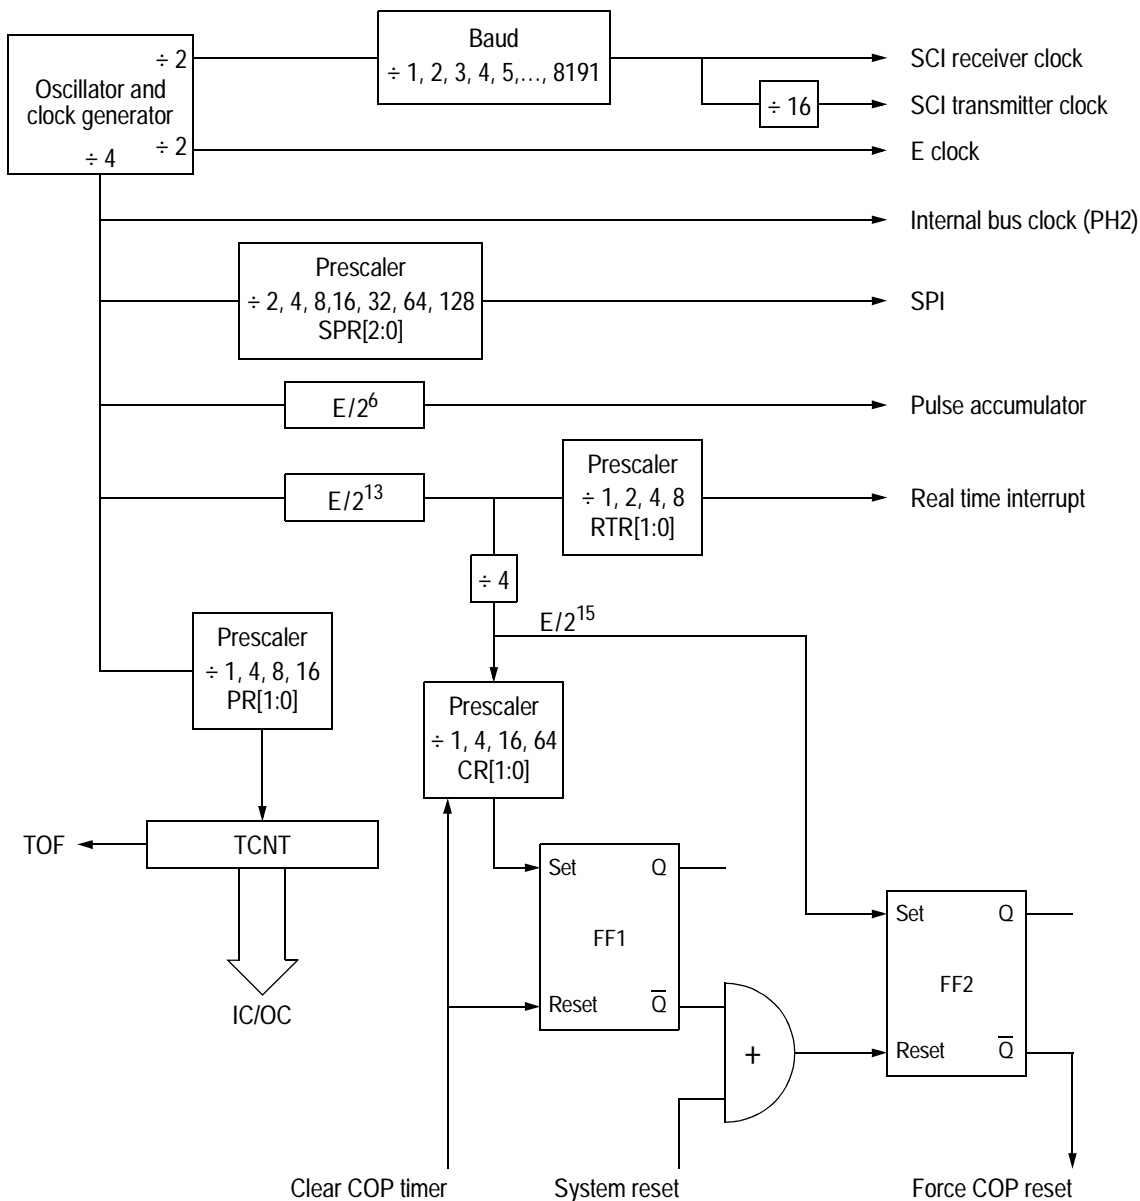 Baud
÷ 1, 2, 3, 4, 5,..., 8191
÷ 2
Oscillator and
clock generator
÷ 2
÷ 4
SCI receiver clock
÷ 16
SCI transmitter clock
E clock
Internal bus clock (PH2)
Prescaler
÷ 2, 4, 8,16, 32, 64, 128
SPR[2:0]
SPI
E/2⁶
Pulse accumulator
E/2¹³
Prescaler
÷ 1, 2, 4, 8
RTR[1:0]
Real time interrupt
÷ 4
E/2¹⁵
Prescaler
÷ 1, 4, 8, 16
PR[1:0]
Prescaler
÷ 1, 4, 16, 64
CR[1:0]
TOF
TCNT
IC/OC
Set
Q
FF1
Reset
Q̅
+
Set
Q
FF2
Reset
Q̅
Clear COP timer
System reset
Force COP reset